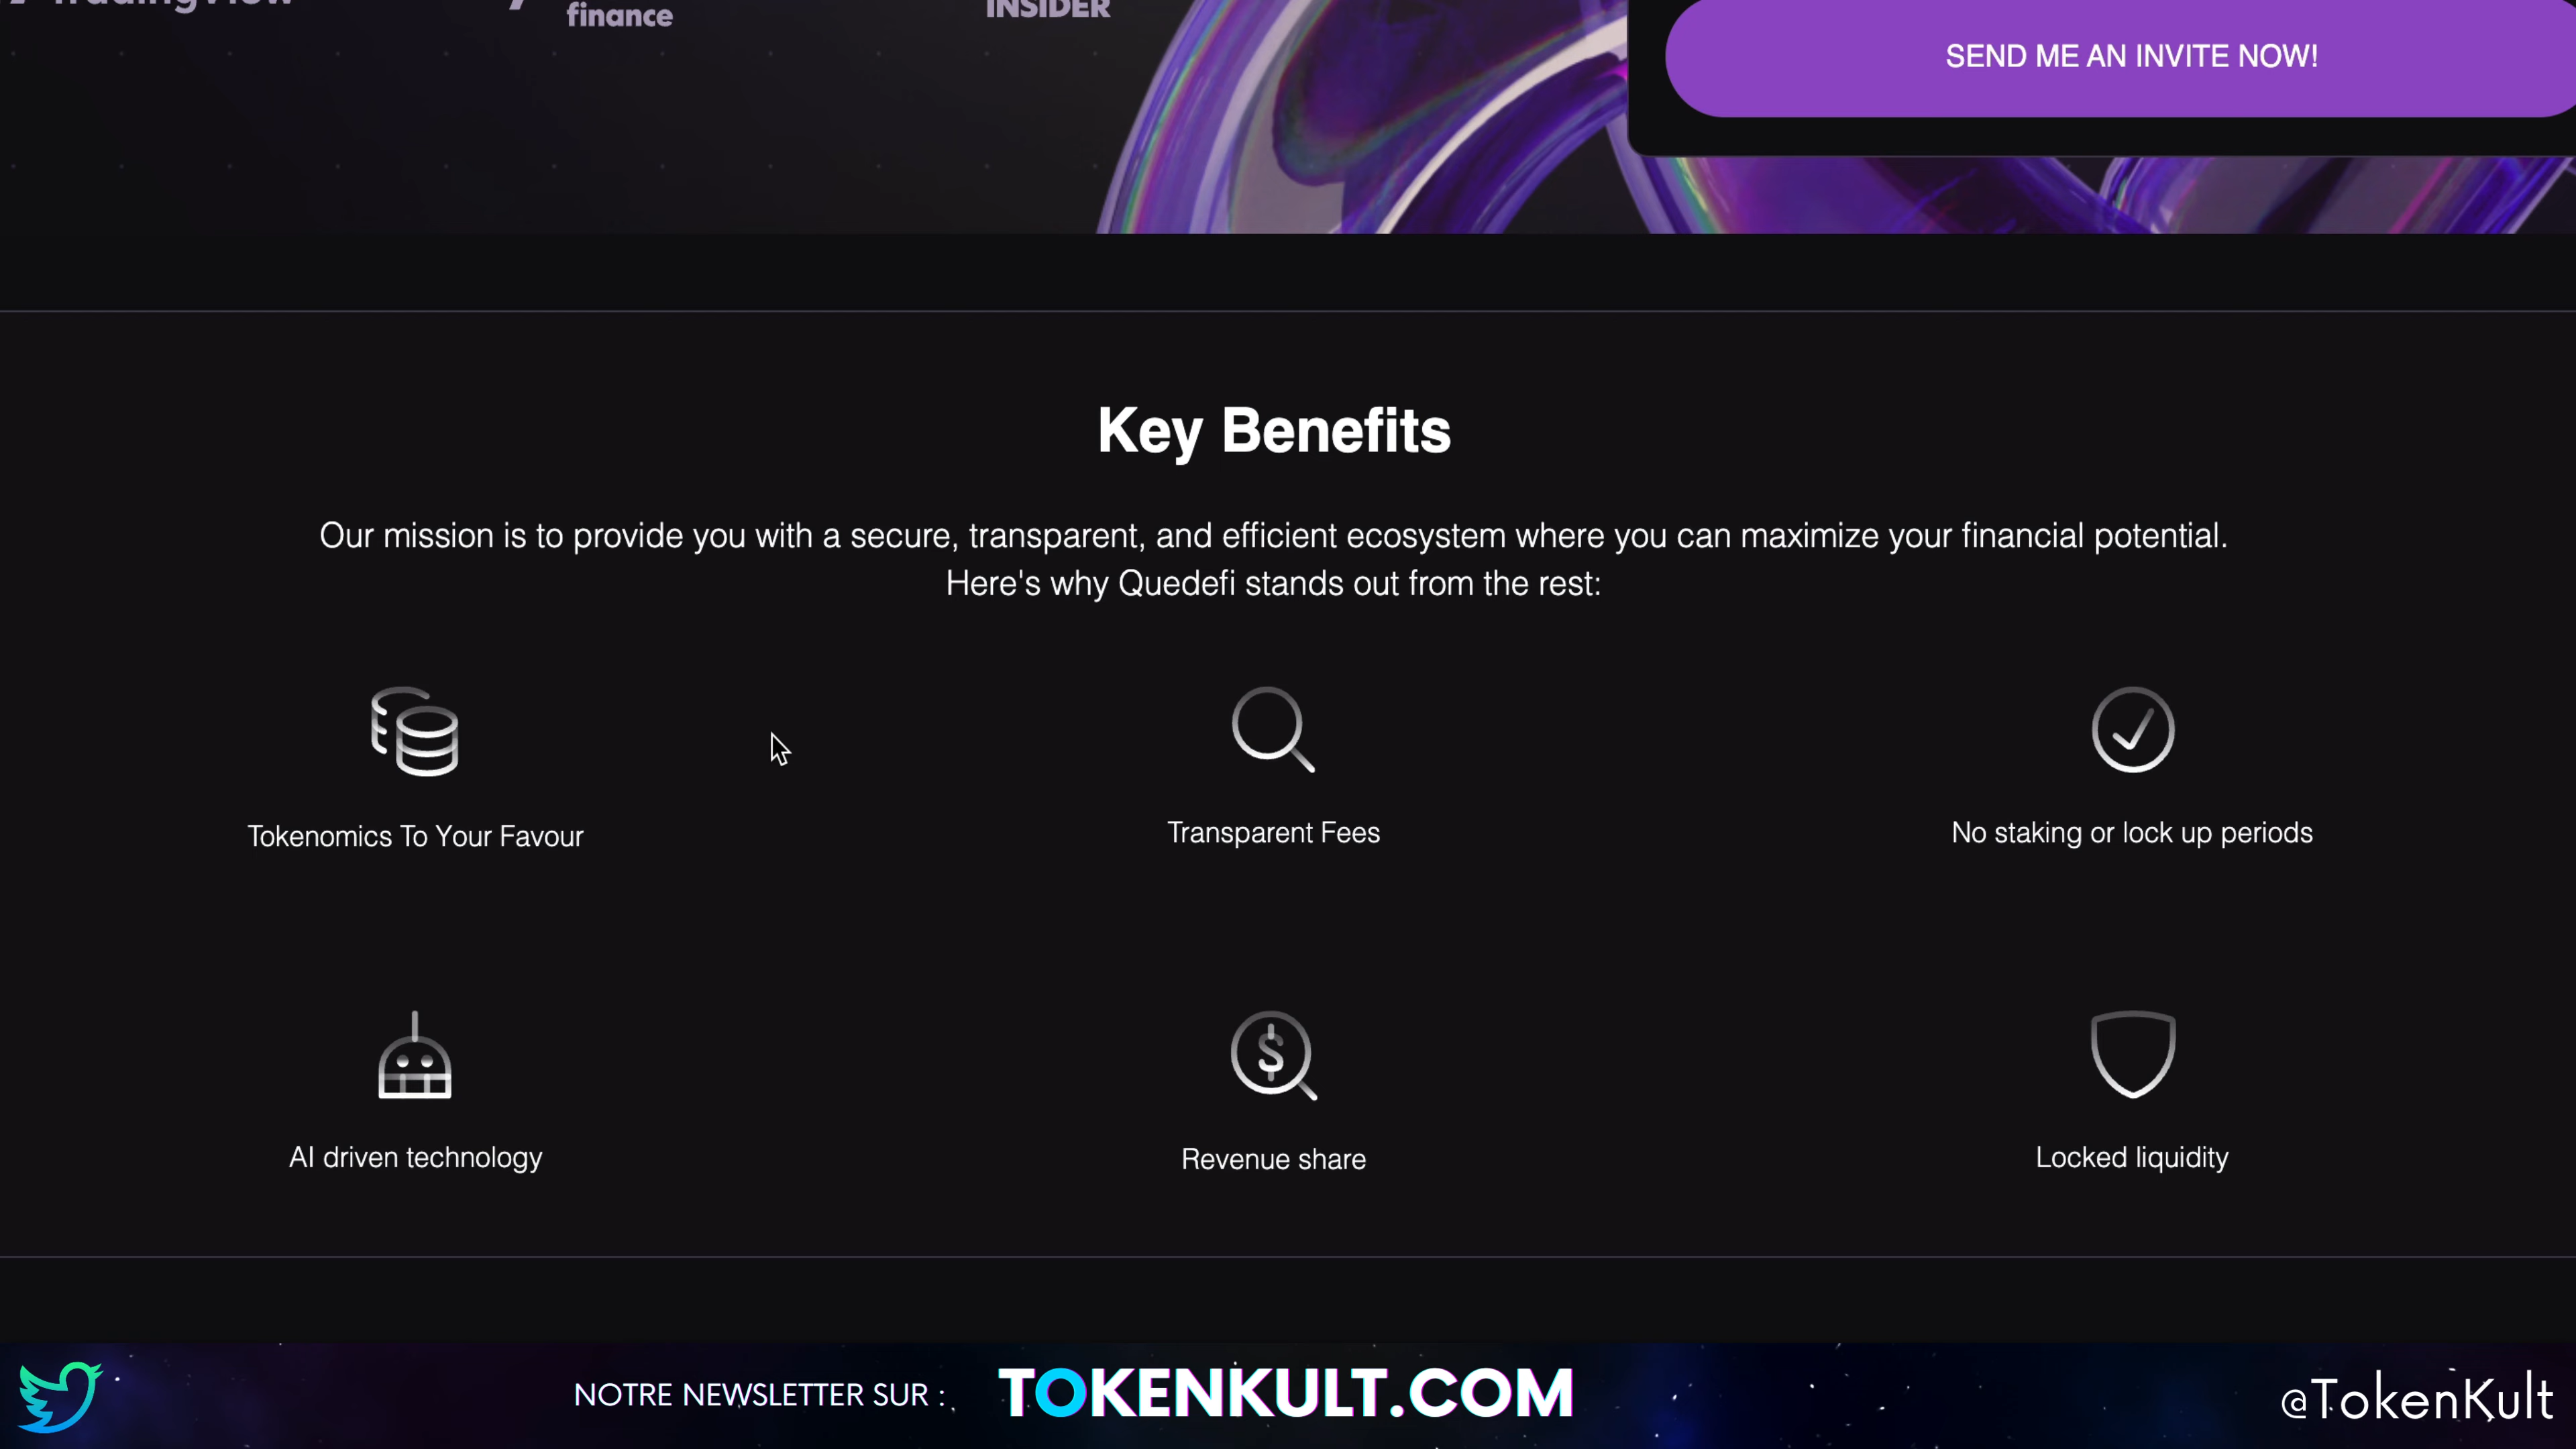 TradingView
finance
INSIDER
SEND ME AN INVITE NOW!
Key Benefits
Our mission is to provide you with a secure, transparent, and efficient ecosystem where you can maximize your financial potential.
Here's why Quedefi stands out from the rest:
Tokenomics To Your Favour
Transparent Fees
No staking or lock up periods
AI driven technology
Revenue share
Locked liquidity
NOTRE NEWSLETTER SUR :
TOKENKULT.COM
@TokenKult